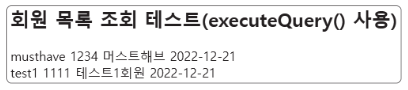 회원 목록 조회 테스트(executeQuery() 사용)
musthave 1234 머스트해브 2022-12-21
test1 1111 테스트1회원 2022-12-21